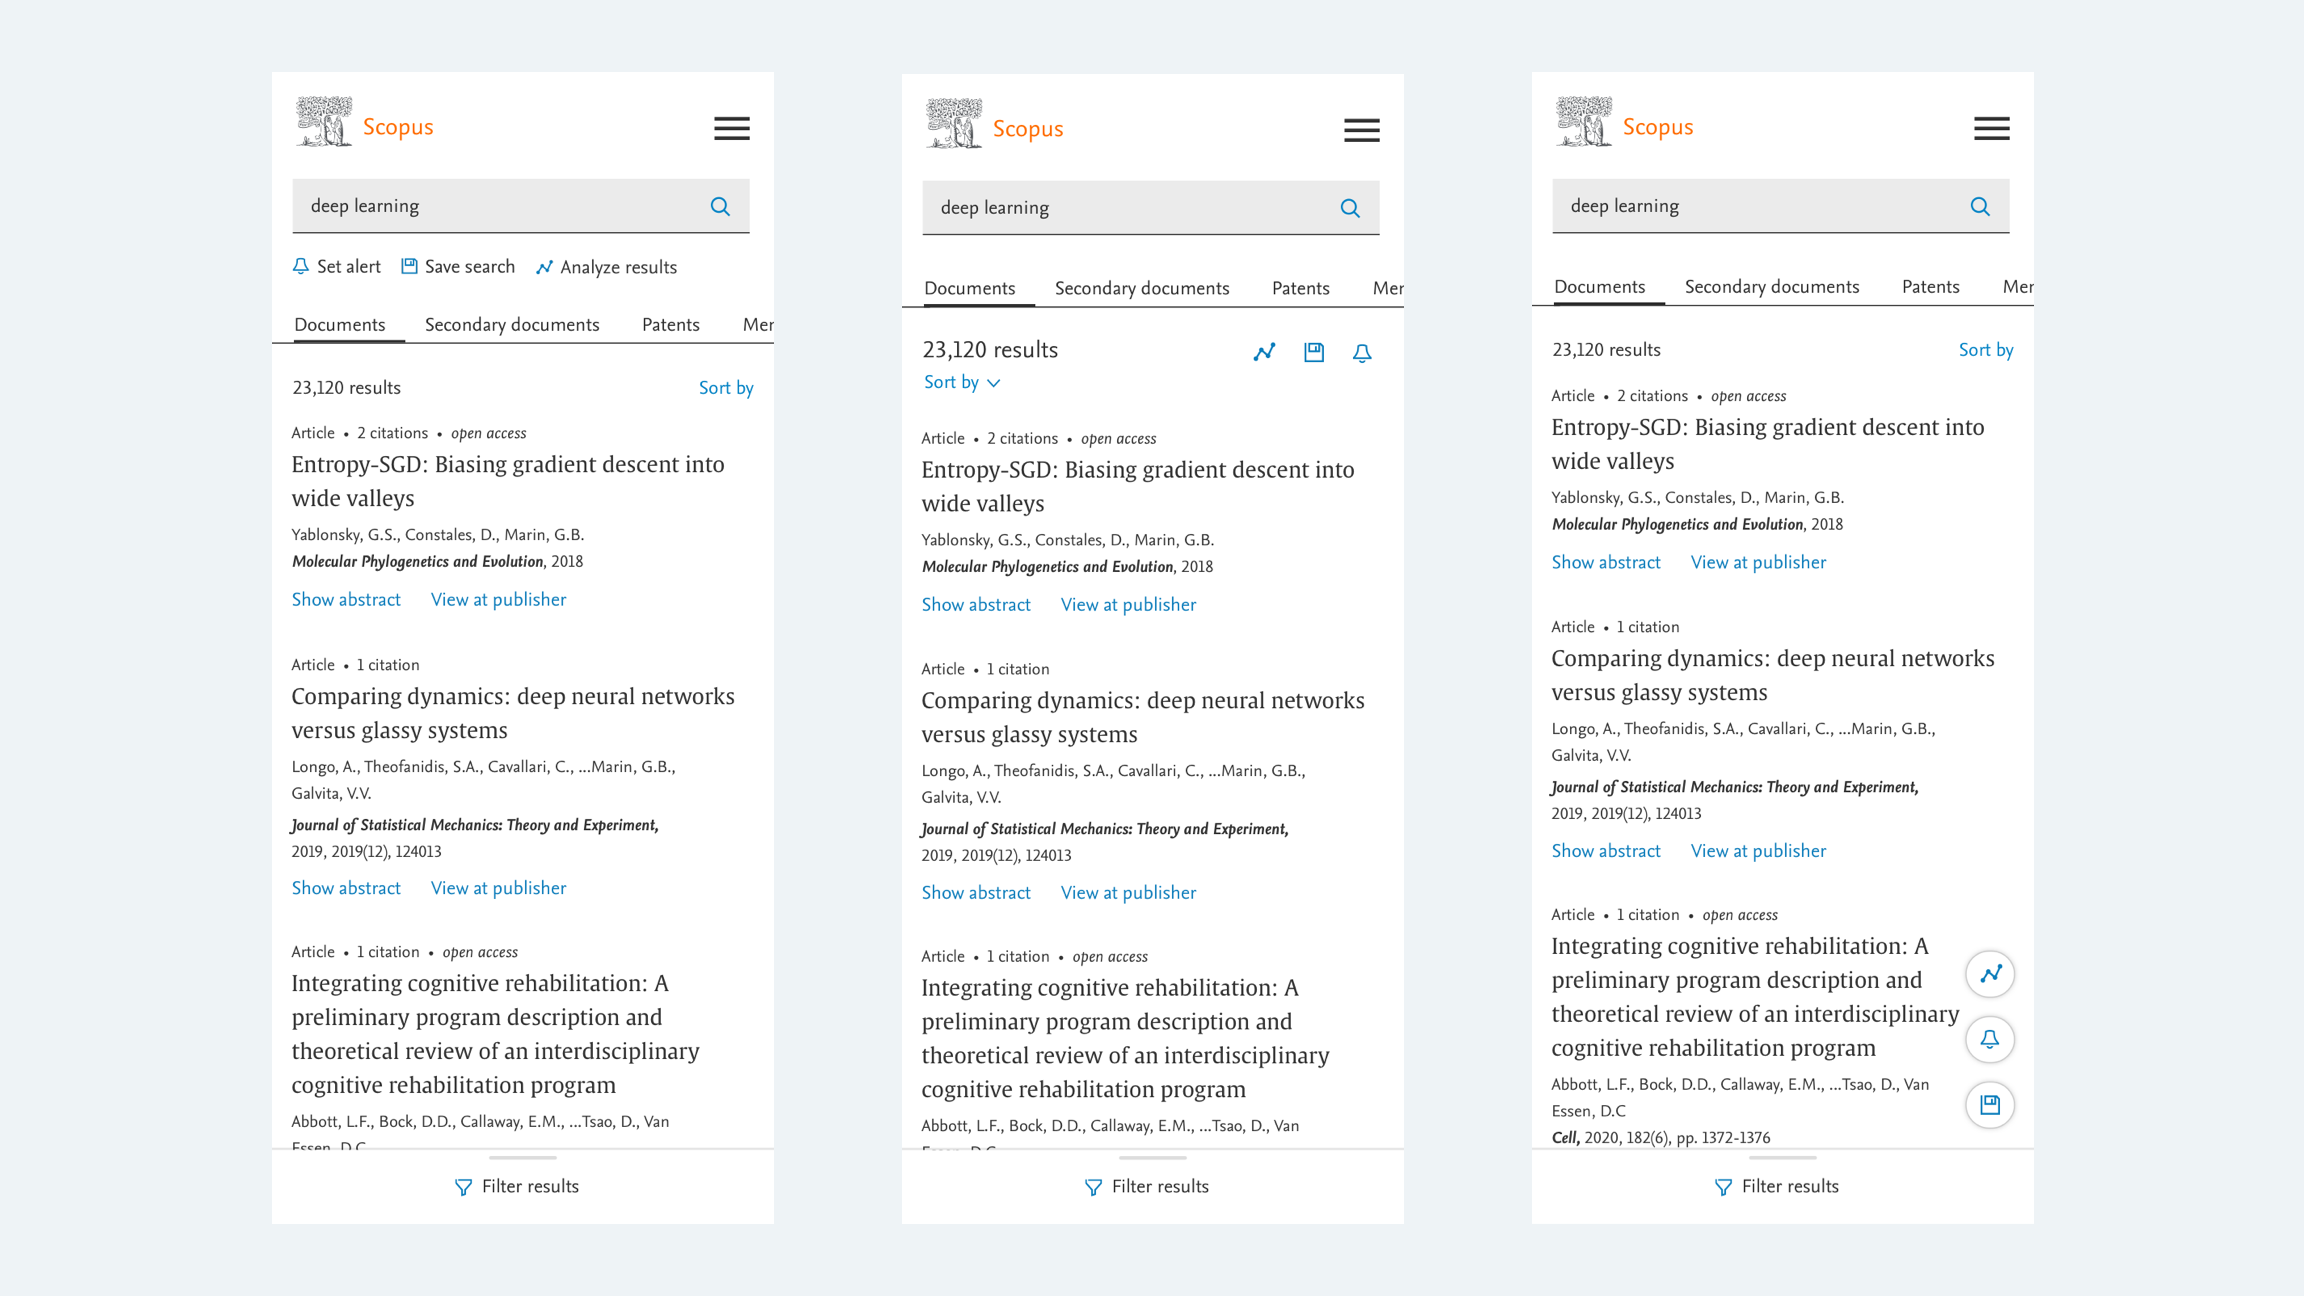 Scopus
deep learning
Set alert Save search Analyze results
Documents Secondary documents Patents Mer
23,120 results Sort by
Article • 2 citations • open access
Entropy-SGD: Biasing gradient descent into
wide valleys
Yablonsky, G.S., Constales, D., Marin, G.B.
Molecular Phylogenetics and Evolution, 2018
Show abstract View at publisher
Article • 1 citation
Comparing dynamics: deep neural networks
versus glassy systems
Longo, A., Theofanidis, S.A., Cavallari, C., ...Marin, G.B.,
Galvita, V.V.
Journal of Statistical Mechanics: Theory and Experiment,
2019, 2019(12), 124013
Show abstract View at publisher
Article • 1 citation • open access
Integrating cognitive rehabilitation: A
preliminary program description and
theoretical review of an interdisciplinary
cognitive rehabilitation program
Abbott, L.F., Bock, D.D., Callaway, E.M., ...Tsao, D., Van
Essen, D.C
Filter results
Scopus
deep learning
Documents Secondary documents Patents Mer
23,120 results
Sort by
Article • 2 citations • open access
Entropy-SGD: Biasing gradient descent into
wide valleys
Yablonsky, G.S., Constales, D., Marin, G.B.
Molecular Phylogenetics and Evolution, 2018
Show abstract View at publisher
Article • 1 citation
Comparing dynamics: deep neural networks
versus glassy systems
Longo, A., Theofanidis, S.A., Cavallari, C., ...Marin, G.B.,
Galvita, V.V.
Journal of Statistical Mechanics: Theory and Experiment,
2019, 2019(12), 124013
Show abstract View at publisher
Article • 1 citation • open access
Integrating cognitive rehabilitation: A
preliminary program description and
theoretical review of an interdisciplinary
cognitive rehabilitation program
Abbott, L.F., Bock, D.D., Callaway, E.M., ...Tsao, D., Van
Filter results
Scopus
deep learning
Documents Secondary documents Patents Mer
23,120 results Sort by
Article • 2 citations • open access
Entropy-SGD: Biasing gradient descent into
wide valleys
Yablonsky, G.S., Constales, D., Marin, G.B.
Molecular Phylogenetics and Evolution, 2018
Show abstract View at publisher
Article • 1 citation
Comparing dynamics: deep neural networks
versus glassy systems
Longo, A., Theofanidis, S.A., Cavallari, C., ...Marin, G.B.,
Galvita, V.V.
Journal of Statistical Mechanics: Theory and Experiment,
2019, 2019(12), 124013
Show abstract View at publisher
Article • 1 citation • open access
Integrating cognitive rehabilitation: A
preliminary program description and
theoretical review of an interdisciplinary
cognitive rehabilitation program
Abbott, L.F., Bock, D.D., Callaway, E.M., ...Tsao, D., Van
Essen, D.C
Cell, 2020, 182(6), pp. 1372-1376
Filter results